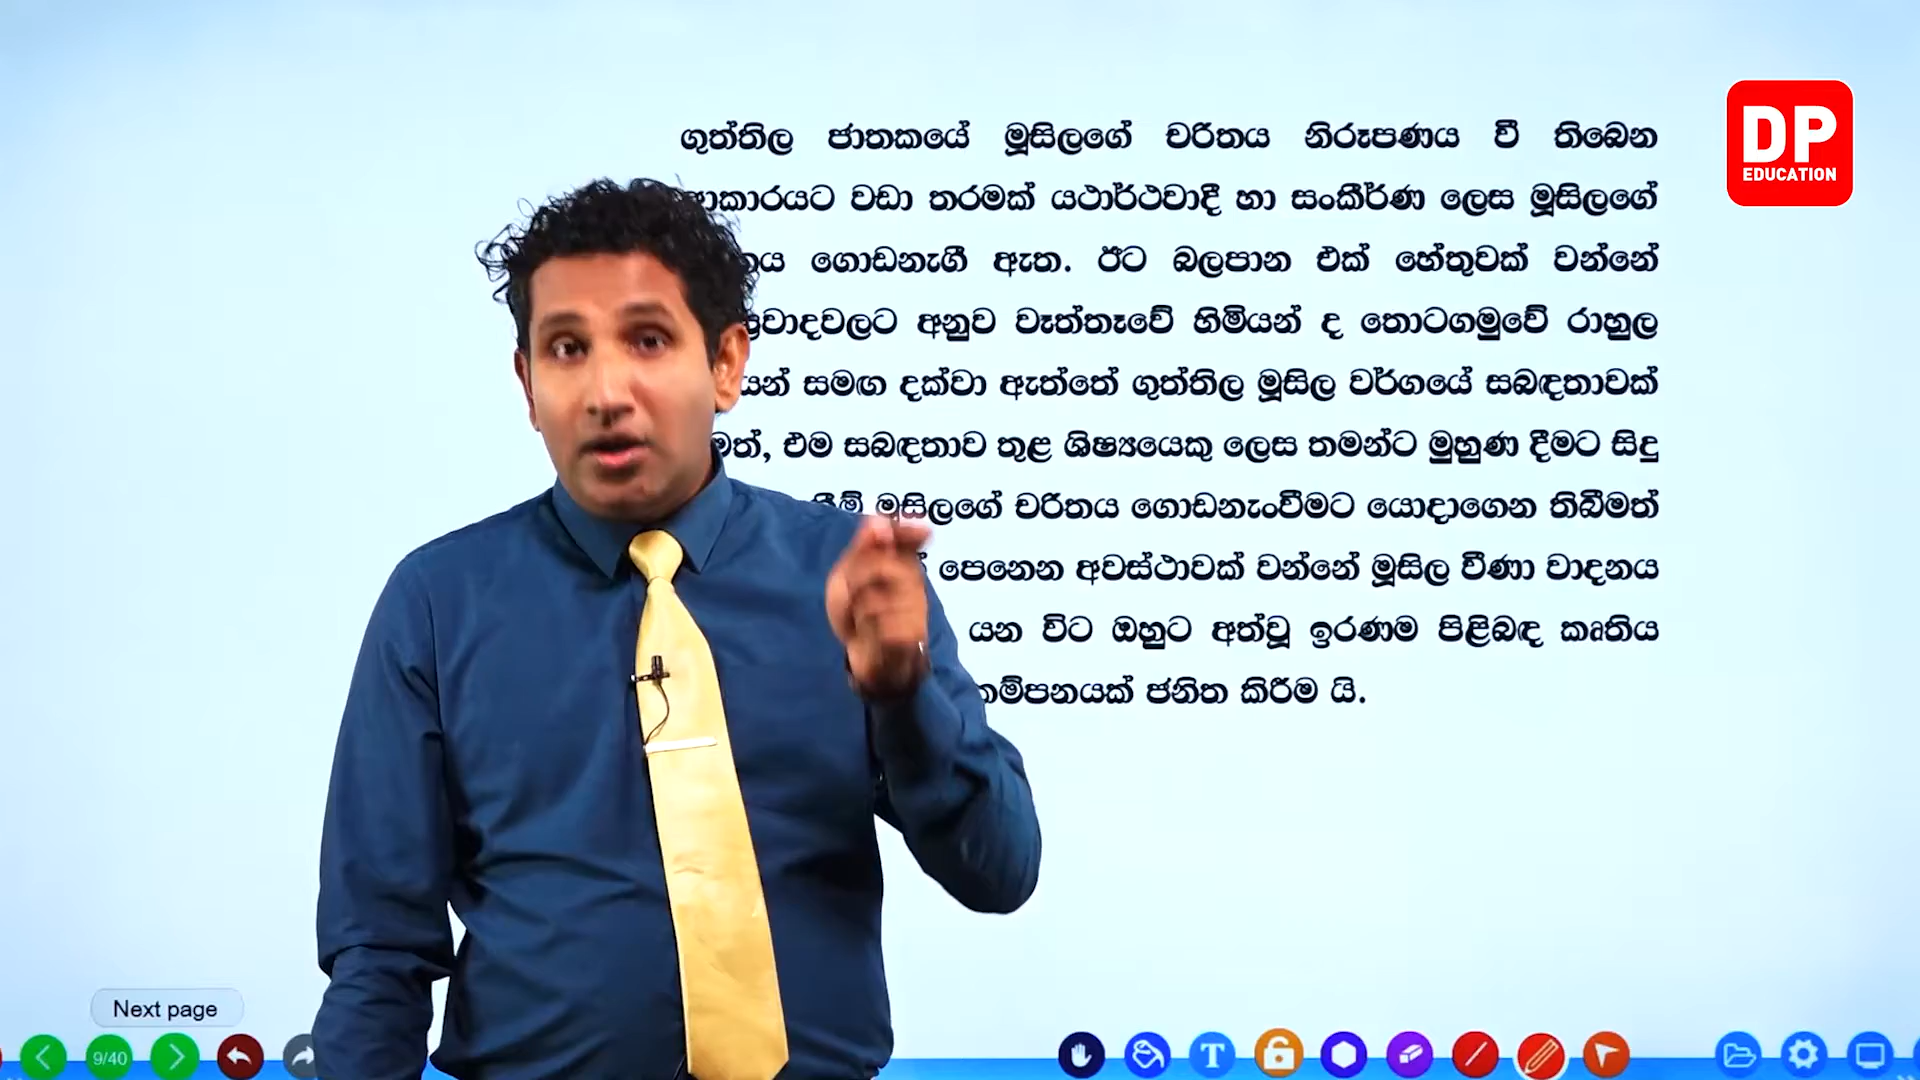 ගුත්තිල ජාතකයේ මූසිලගේ චරිතය නිරූපණය වී තිබෙන
වඩා තරමක් යථාර්ථවාදී හා සංකීර්ණ ලෙස මූසිලගේ
ගොඩනැගී ඇත. ඊට බලපාන එක් හේතුවක් වන්නේ
අනුව වෑත්තෑවේ හිමියන් ද තොටගමුවේ රාහුල
සමඟ දක්වා ඇත්තේ ගුත්තිල මූසිල වර්ගයේ සබඳතාවක්
එම සබඳතාව තුළ ශිෂ්‍යයෙකු ලෙස තමන්ට මුහුණ දීමට සිදු
මූසිලගේ චරිතය ගොඩනැංවීමට යොදාගෙන තිබීමත්
පෙනෙන අවස්ථාවක් වන්නේ මූසිල වීණා වාදනය
යන විට ඔහුට අත්වූ ඉරණම පිළිබඳ කෘතිය
ජනිත කිරීම යි.
DP
EDUCATION
Next page
9/40
T